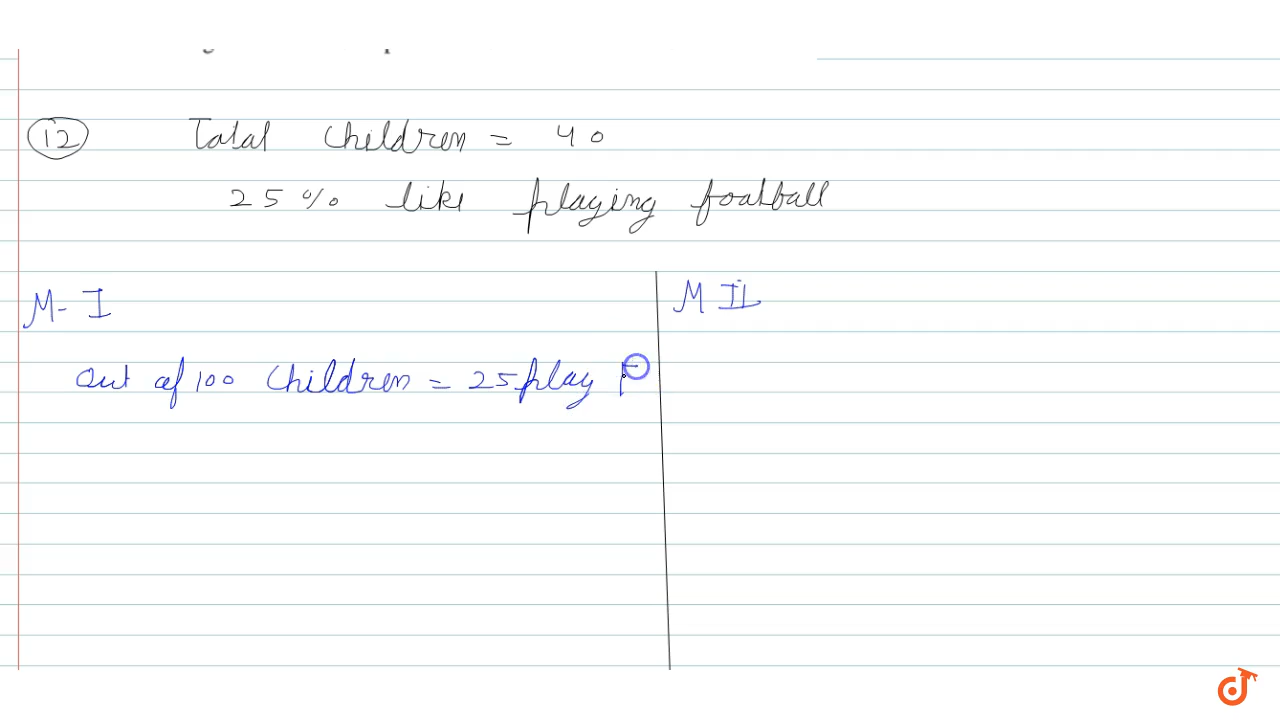 12 Total children = 40
25% like playing football
M-I
Out of 100 children = 25 play F
M II